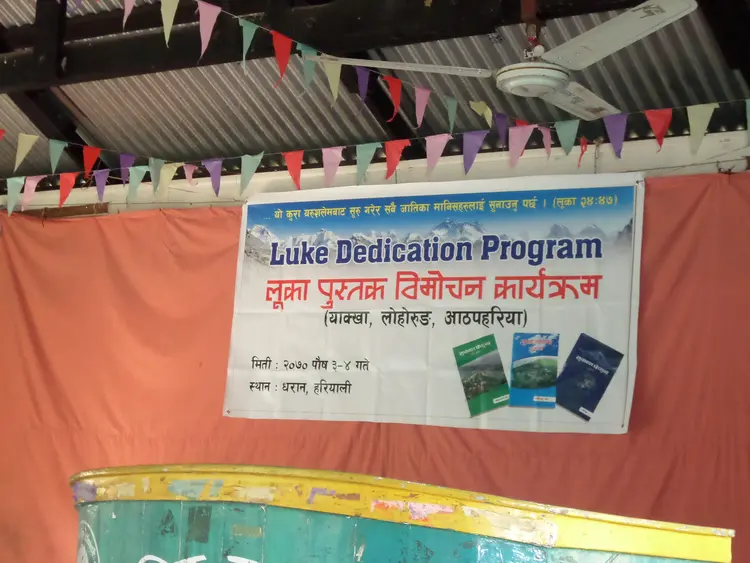 ... यो कुरा यरूशलेमबाट सुरु गरेर सबै जातिका मानिसहरूलाई सुनाउनु पर्छ । (लूका २४:४७)
Luke Dedication Program
लूका पुस्तक विमोचन कार्यक्रम
(याक्खा, लोहोरुङ, आठपहरिया)
मिती : २०७० पौष ३-४ गते
स्थान : धरान, हरियाली